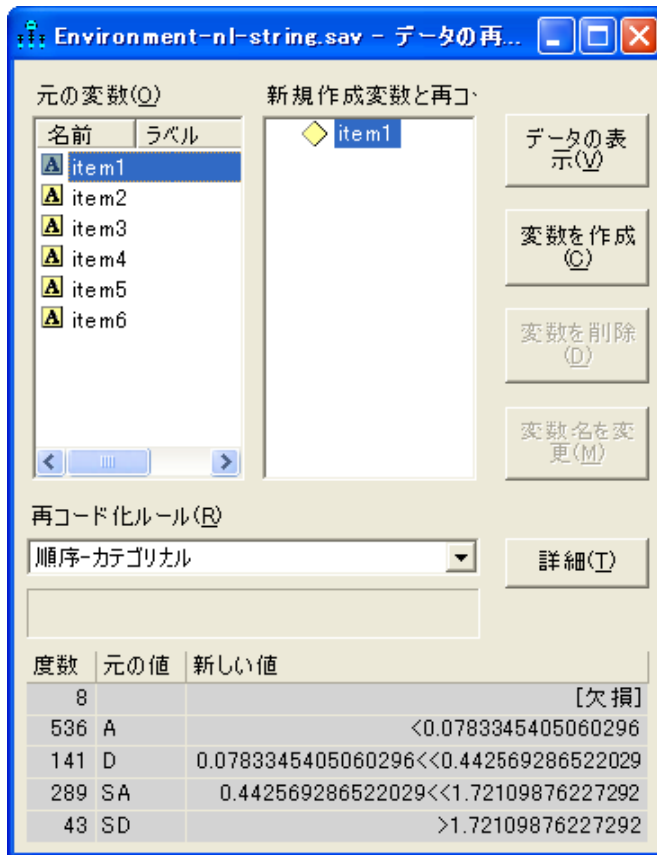 Environment-nl-string.sav - データの再...
元の変数(O)
新規作成変数と再コ
名前 ラベル
item1
item2
item3
item4
item5
item6
item1
データの表
示(V)
変数を作成
(C)
変数を削除
(D)
変数名を変
更(M)
再コード化ルール(R)
順序-カテゴリカル
詳細(T)
度数 元の値 新しい値
8 [欠損]
536 A <0.0783345405060296
141 D 0.0783345405060296<<0.442569286522029
289 SA 0.442569286522029<<1.72109876227292
43 SD >1.72109876227292